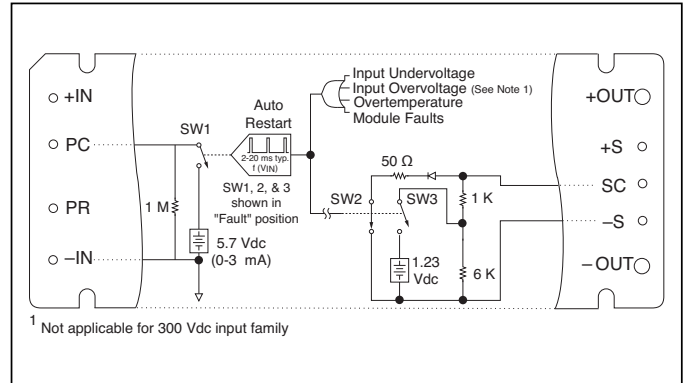 Input Undervoltage
Input Overvoltage (See Note 1)
Overtemperature
Module Faults
+IN
+OUT
Auto
Restart
SW1
PC
+S
2-20 ms typ.
f (VIN)
50 Ω
SC
SW1, 2, & 3
shown in
"Fault" position
SW2
SW3
1 K
PR
1 M
–S
5.7 Vdc
(0-3 mA)
1.23
Vdc
6 K
–IN
–OUT
1 Not applicable for 300 Vdc input family